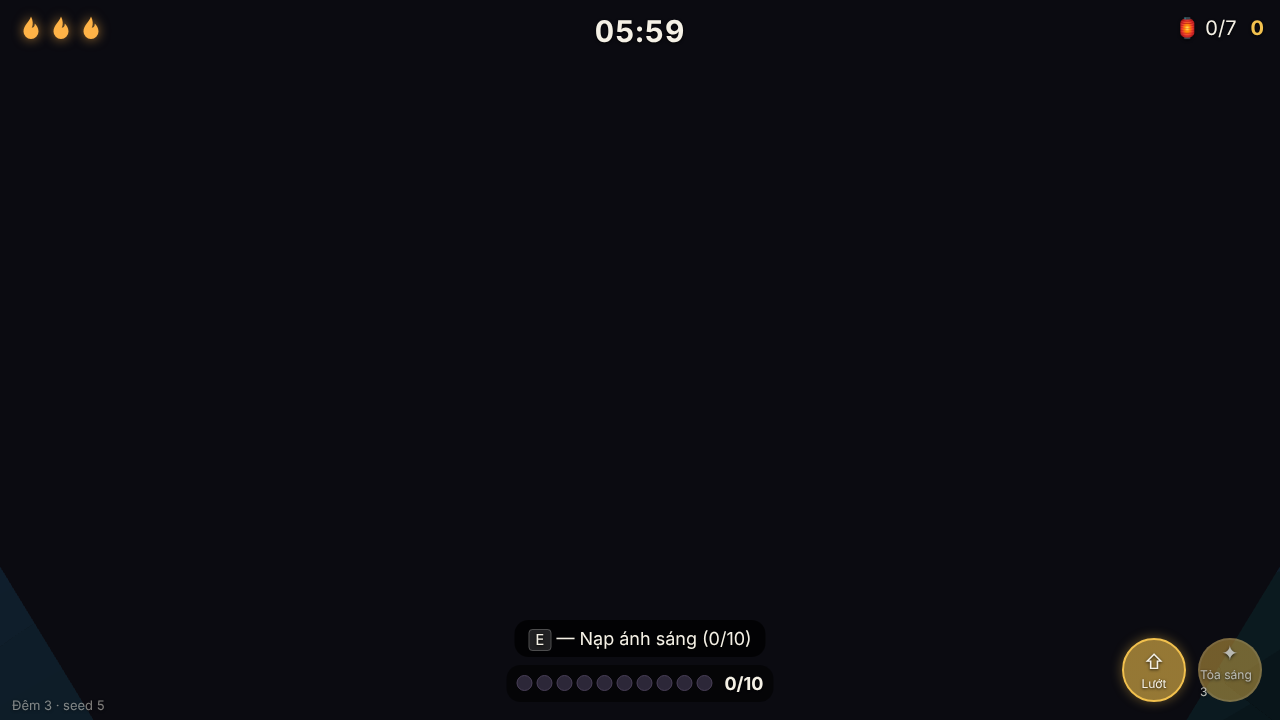 05:59
0/7 0
E — Nạp ánh sáng (0/10)
0/10
Lướt
Tỏa sáng
3
Đêm 3 · seed 5